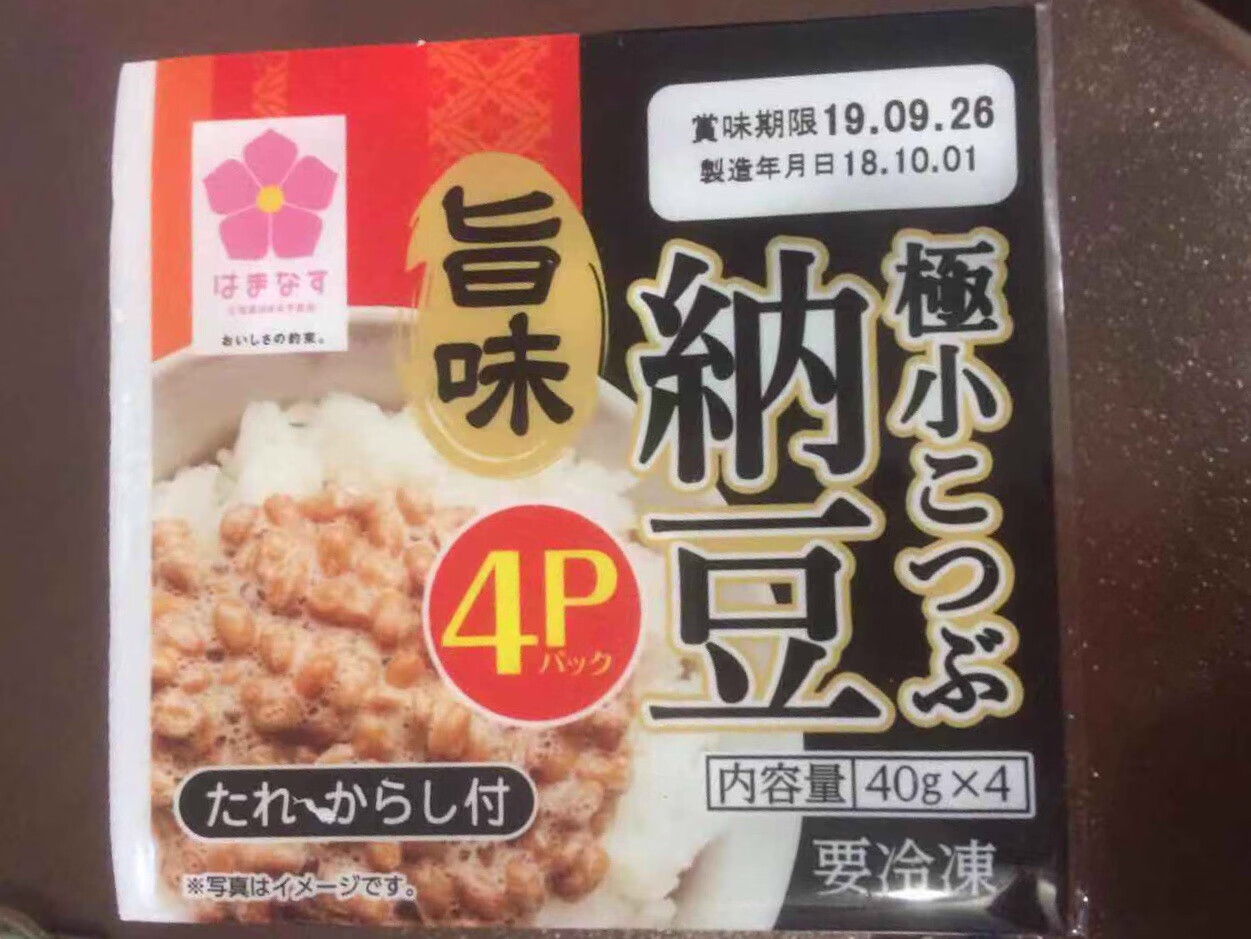 賞味期限19.09.26
製造年月日18.10.01
はまなす
おいしさの約束。
旨味
極小こつぶ
納豆
4P
パック
内容量 40g×4
たれ・からし付
要冷凍
※写真はイメージです。